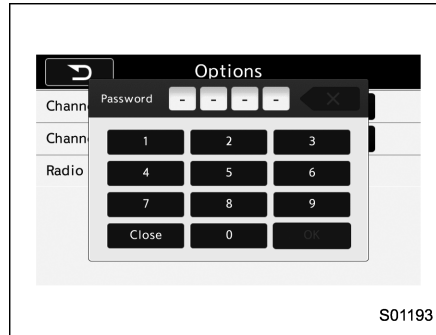 Options
Chann
Password - - - -
Chann
1 2 3
Radio
4 5 6
7 8 9
Close 0 OK
S01193